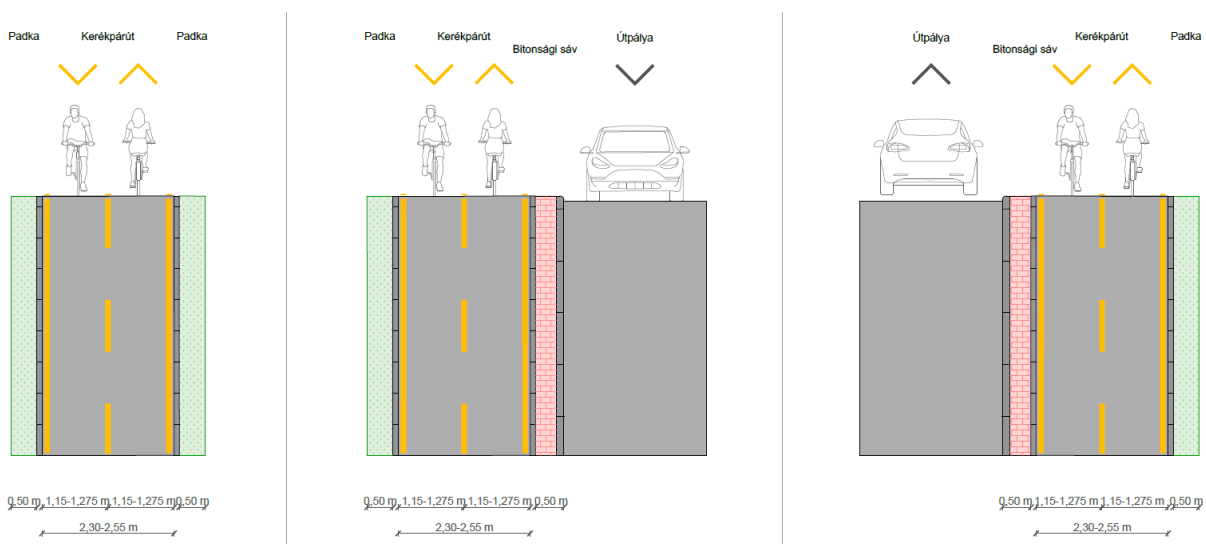 Padka Kerékpárút Padka
0,50 m 1,15-1,275 m 1,15-1,275 m 0,50 m
2,30-2,55 m
Padka Kerékpárút Útpálya
Bitonsági sáv
0,50 m 1,15-1,275 m 1,15-1,275 m 0,50 m
2,30-2,55 m
Útpálya Kerékpárút Padka
Bitonsági sáv
0,50 m 1,15-1,275 m 1,15-1,275 m 0,50 m
2,30-2,55 m